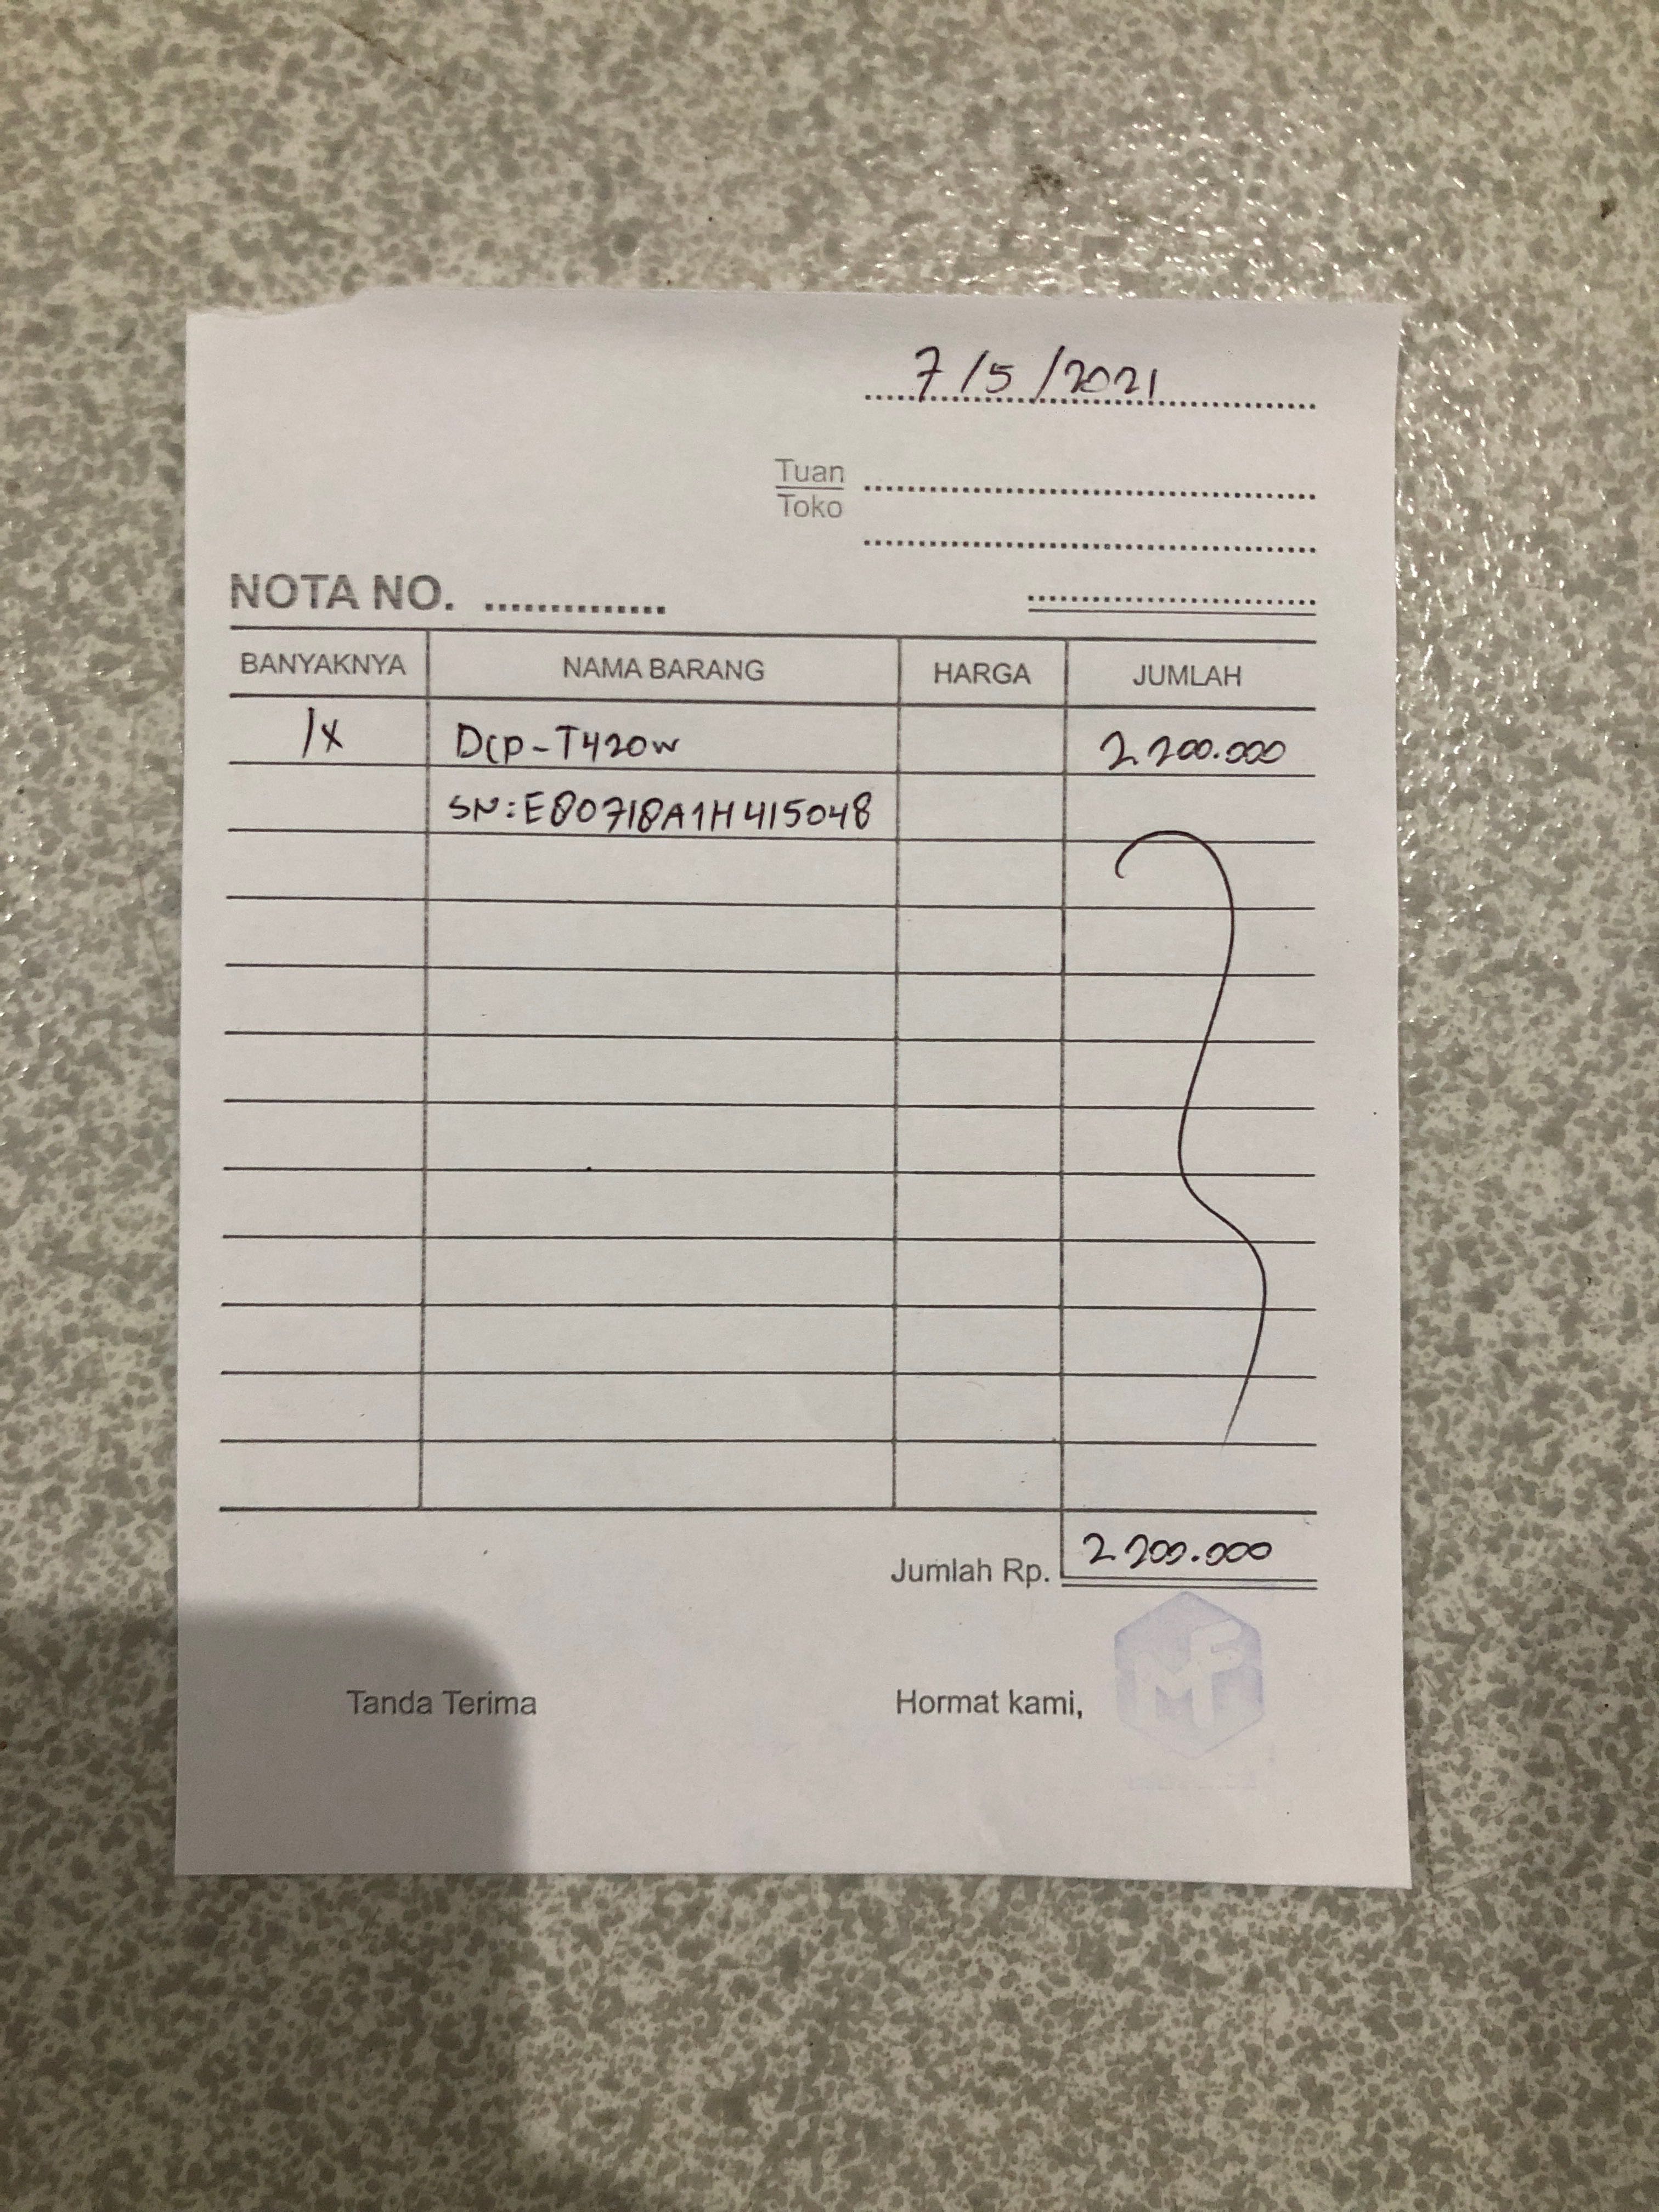 7/5/2021
Tuan
Toko
NOTA NO.
BANYAKNYA NAMA BARANG HARGA JUMLAH
1x Dcp-T420w 2.200.000
SN:E80718A1H415048
Jumlah Rp. 2.200.000
Tanda Terima Hormat kami,
MF